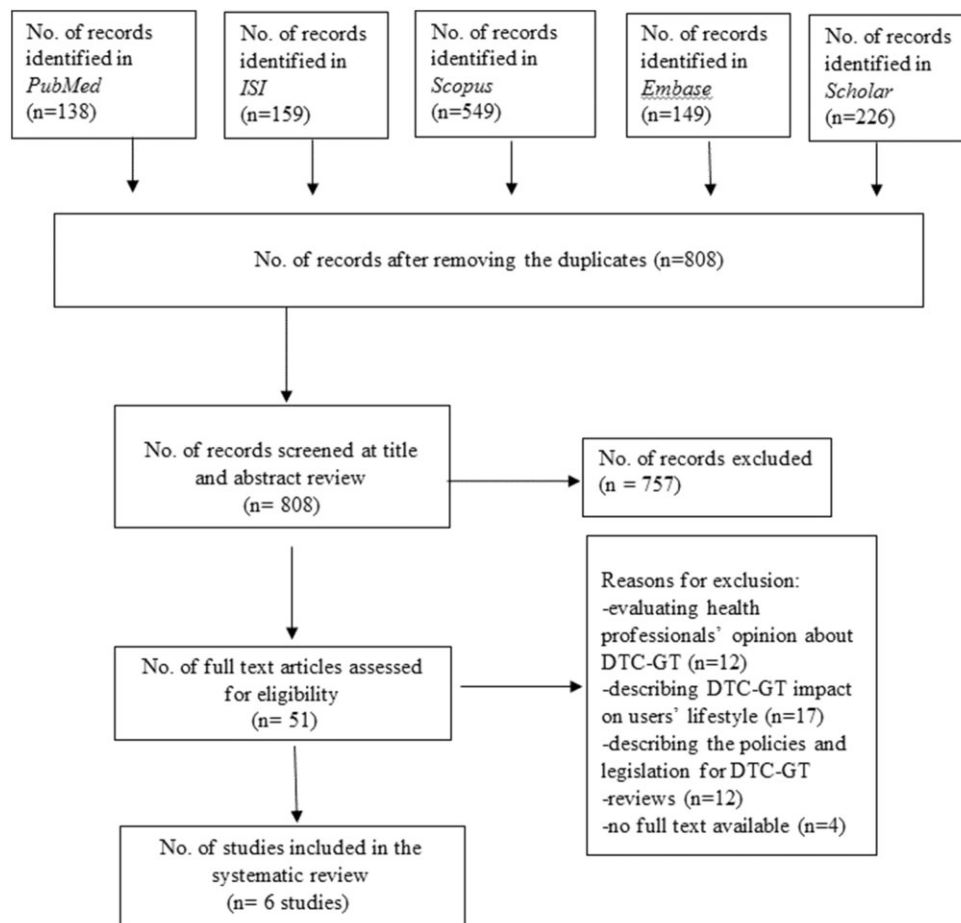 No. of records
identified in
PubMed
(n=138)
No. of records
identified in
ISI
(n=159)
No. of records
identified in
Scopus
(n=549)
No. of records
identified in
Embase
(n=149)
No. of records
identified in
Scholar
(n=226)
No. of records after removing the duplicates (n=808)
No. of records screened at title
and abstract review
(n= 808)
No. of records excluded
(n = 757)
Reasons for exclusion:
-evaluating health
professionals’ opinion about
DTC-GT (n=12)
-describing DTC-GT impact
on users’ lifestyle (n=17)
-describing the policies and
legislation for DTC-GT
-reviews (n=12)
-no full text available (n=4)
No. of full text articles assessed
for eligibility
(n= 51)
No. of studies included in the
systematic review
(n= 6 studies)